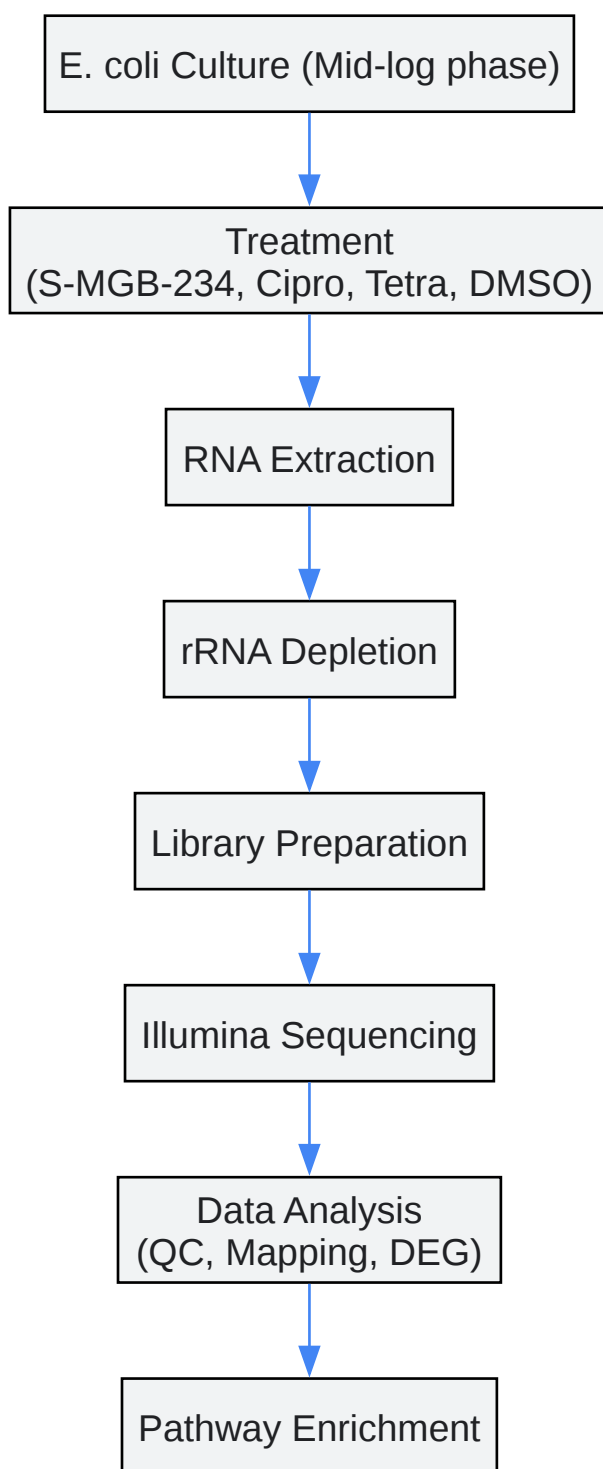 E. coli Culture (Mid-log phase)
Treatment
(S-MGB-234, Cipro, Tetra, DMSO)
RNA Extraction
rRNA Depletion
Library Preparation
Illumina Sequencing
Data Analysis
(QC, Mapping, DEG)
Pathway Enrichment